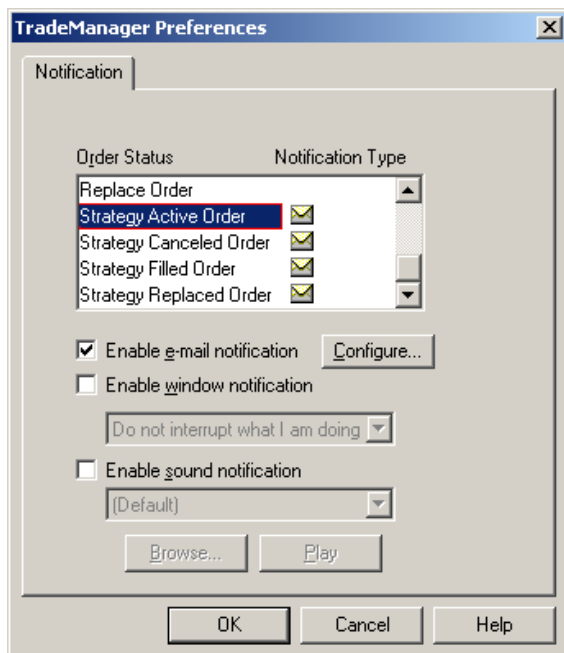 TradeManager Preferences
Notification
Order Status Notification Type
Replace Order
Strategy Active Order
Strategy Canceled Order
Strategy Filled Order
Strategy Replaced Order
Enable e-mail notification Configure...
Enable window notification
Do not interrupt what I am doing
Enable sound notification
(Default)
Browse... Play
OK Cancel Help